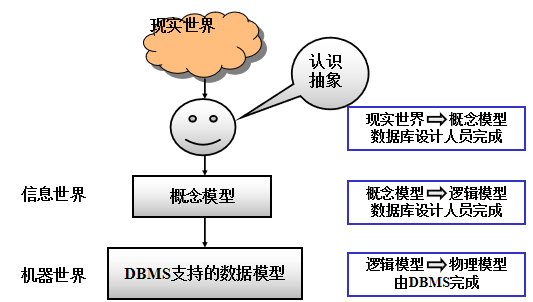 现实世界
认识
抽象
现实世界⇨概念模型
数据库设计人员完成
信息世界
概念模型
概念模型⇨逻辑模型
数据库设计人员完成
机器世界
DBMS支持的数据模型
逻辑模型⇨物理模型
由DBMS完成